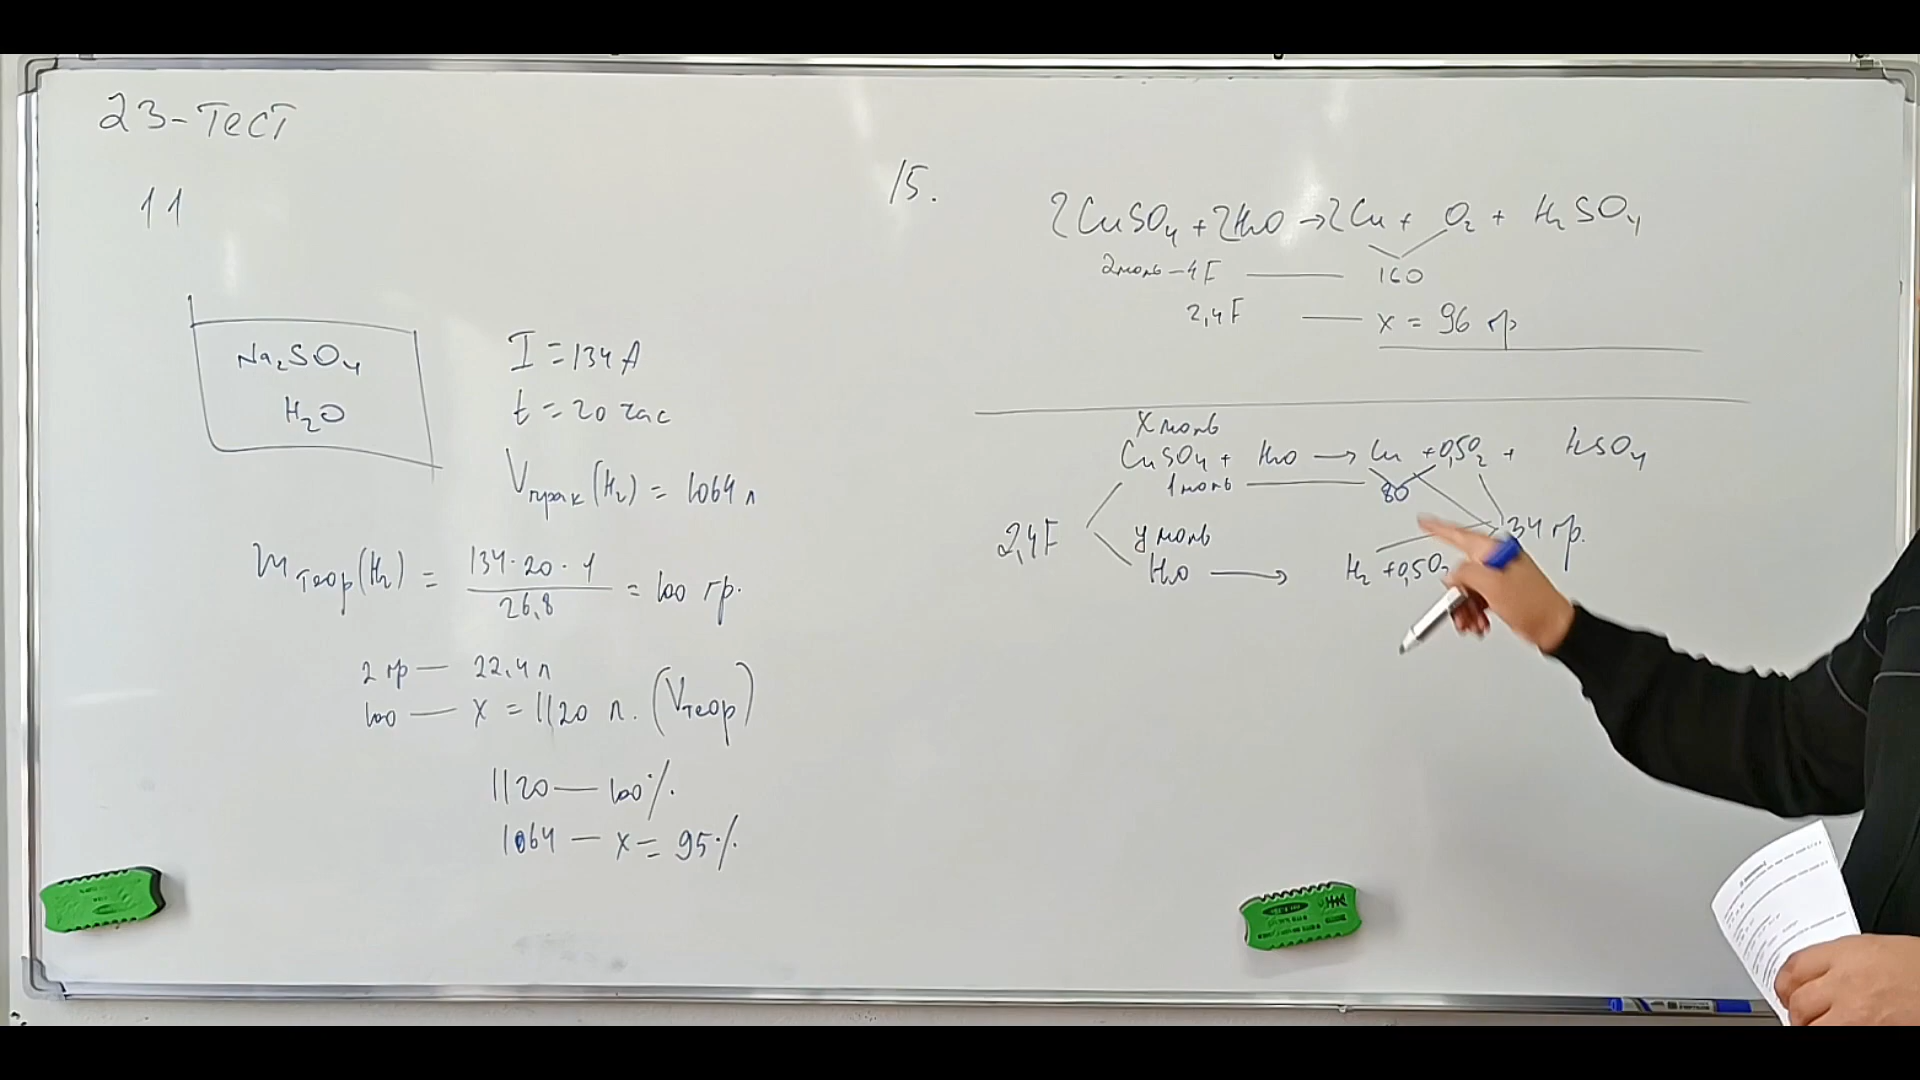 23-Тест
11
Na₂SO₄
H₂O
I = 134 A
t = 20 час
Vпрак(H₂) = 1064 л
mтеор(H₂) = 134·20·1 / 26,8 = 100 гр.
2 гр — 22,4 л
100 — x = 1120 л. (Vтеор)
1120 — 100%
1064 — x = 95%
15.
2CuSO₄ + 2H₂O → 2Cu + O₂ + H₂SO₄
2моль – 4F — 160
2,4F — x = 96 гр
x моль
CuSO₄ + H₂O → Cu + 0,5O₂ + H₂SO₄
1 моль — 80
2,4F
y моль
34 гр.
H₂O → H₂ + 0,5O₂